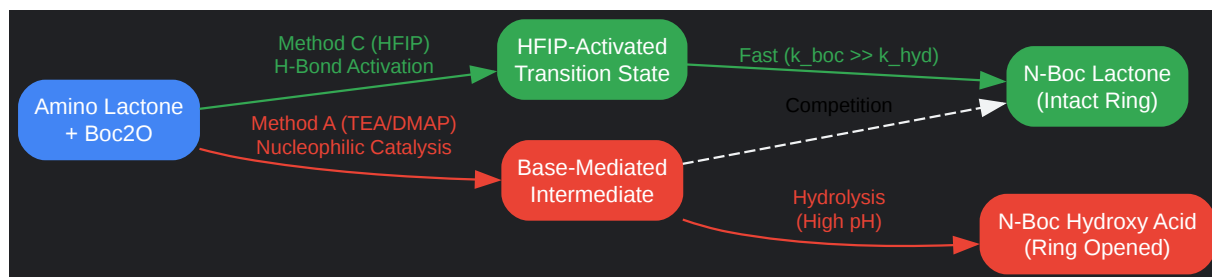 Amino Lactone
+ Boc2O
Method C (HFIP)
H-Bond Activation
Method A (TEA/DMAP)
Nucleophilic Catalysis
HFIP-Activated
Transition State
Base-Mediated
Intermediate
Fast (k_boc >> k_hyd)
Competition
Hydrolysis
(High pH)
N-Boc Lactone
(Intact Ring)
N-Boc Hydroxy Acid
(Ring Opened)